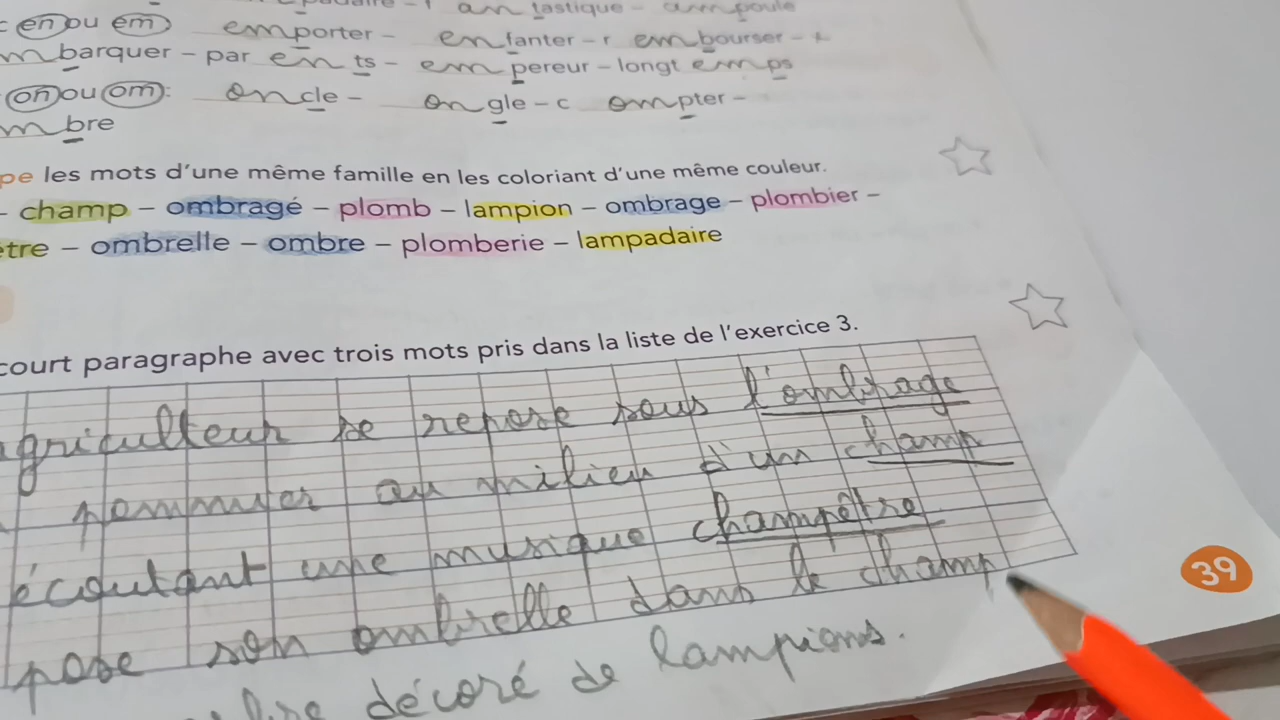 en ou em emporter – enfanter – r embourser –
mbarquer – par en ts – empereur – longt emps
on ou om : oncle – ongle – c ompter –
mbre
pe les mots d'une même famille en les coloriant d'une même couleur.
– champ – ombragé – plomb – lampion – ombrage – plombier –
tre – ombrelle – ombre – plomberie – lampadaire
court paragraphe avec trois mots pris dans la liste de l'exercice 3.
agriculteur se repose sous l'ombrage
pommier au milieu d'un champ
écoutant une musique champêtre
pose son ombrelle dans le champ
décoré de lampions.
39